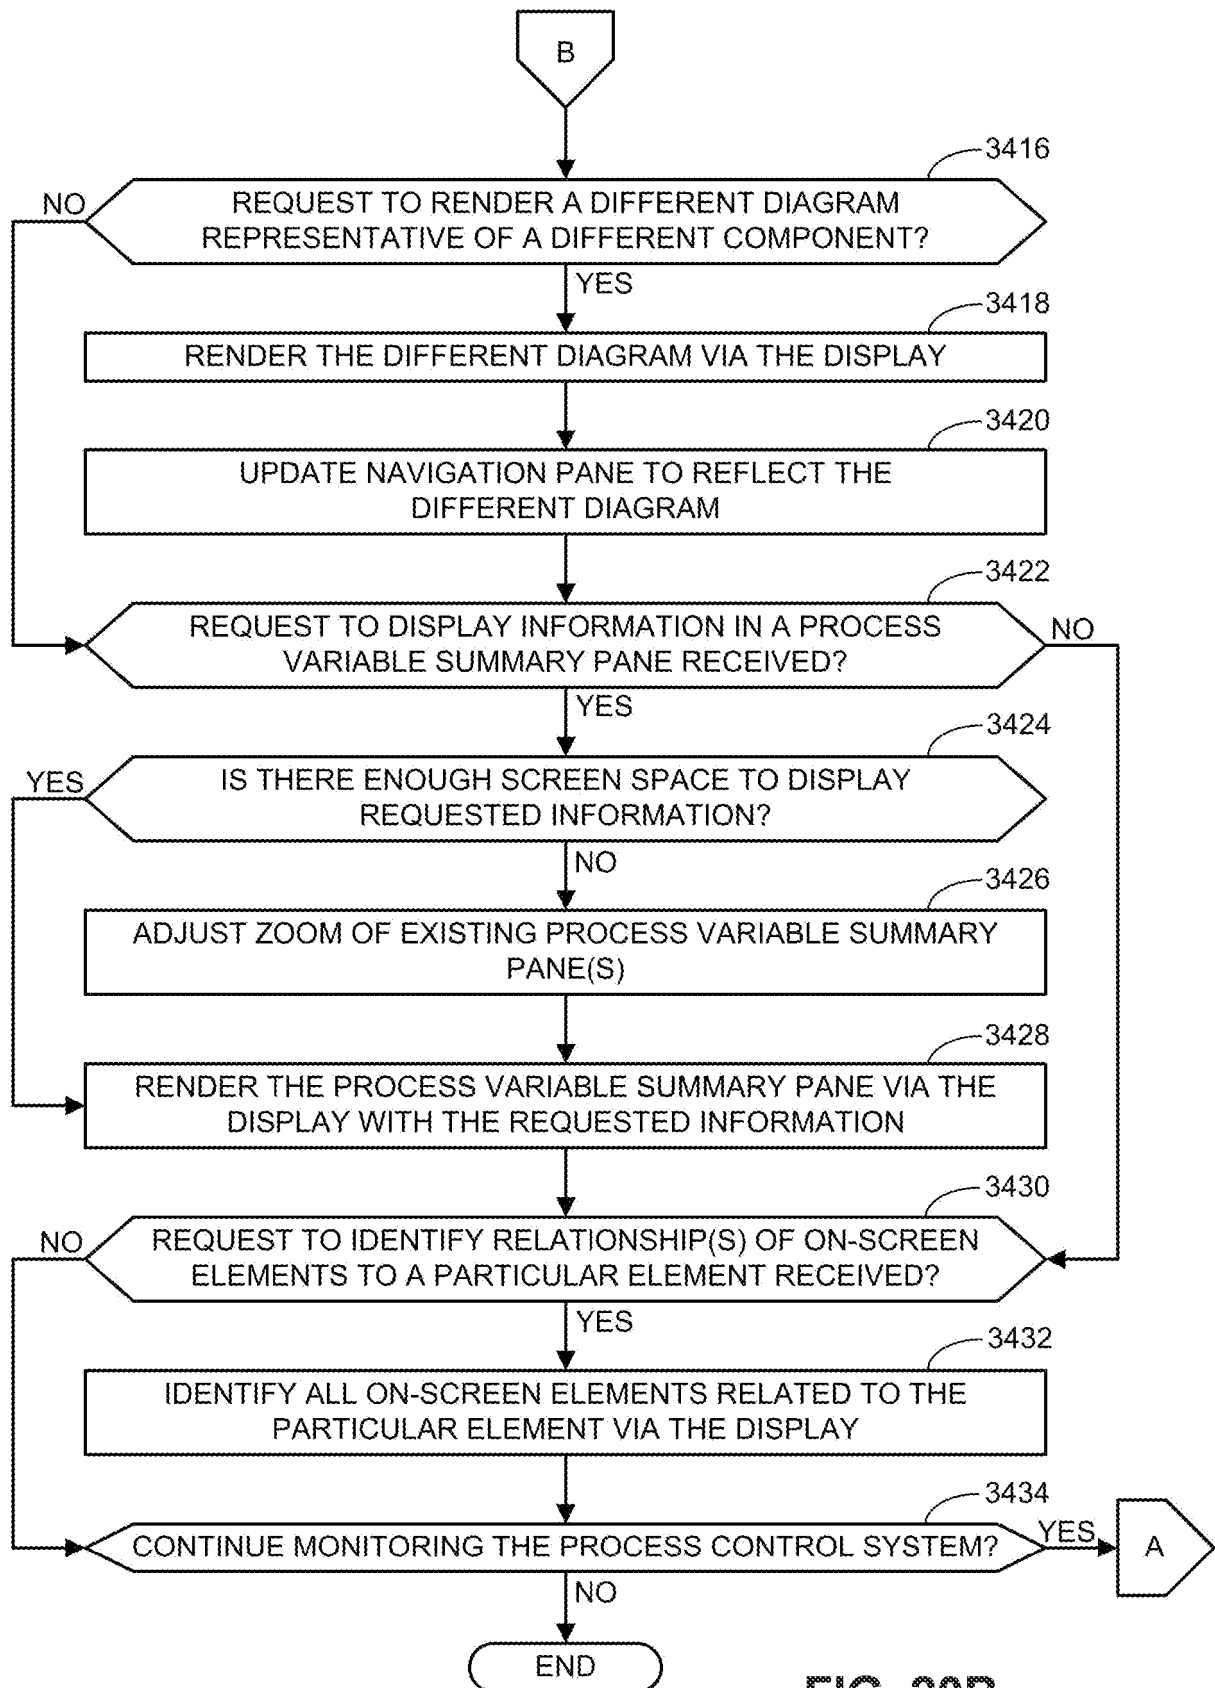 B
3416
NO
REQUEST TO RENDER A DIFFERENT DIAGRAM
REPRESENTATIVE OF A DIFFERENT COMPONENT?
YES
3418
RENDER THE DIFFERENT DIAGRAM VIA THE DISPLAY
3420
UPDATE NAVIGATION PANE TO REFLECT THE
DIFFERENT DIAGRAM
3422
REQUEST TO DISPLAY INFORMATION IN A PROCESS
VARIABLE SUMMARY PANE RECEIVED?
NO
YES
3424
YES
IS THERE ENOUGH SCREEN SPACE TO DISPLAY
REQUESTED INFORMATION?
NO
3426
ADJUST ZOOM OF EXISTING PROCESS VARIABLE SUMMARY
PANE(S)
3428
RENDER THE PROCESS VARIABLE SUMMARY PANE VIA THE
DISPLAY WITH THE REQUESTED INFORMATION
3430
NO
REQUEST TO IDENTIFY RELATIONSHIP(S) OF ON-SCREEN
ELEMENTS TO A PARTICULAR ELEMENT RECEIVED?
YES
3432
IDENTIFY ALL ON-SCREEN ELEMENTS RELATED TO THE
PARTICULAR ELEMENT VIA THE DISPLAY
3434
CONTINUE MONITORING THE PROCESS CONTROL SYSTEM?
YES
A
NO
END
FIG.